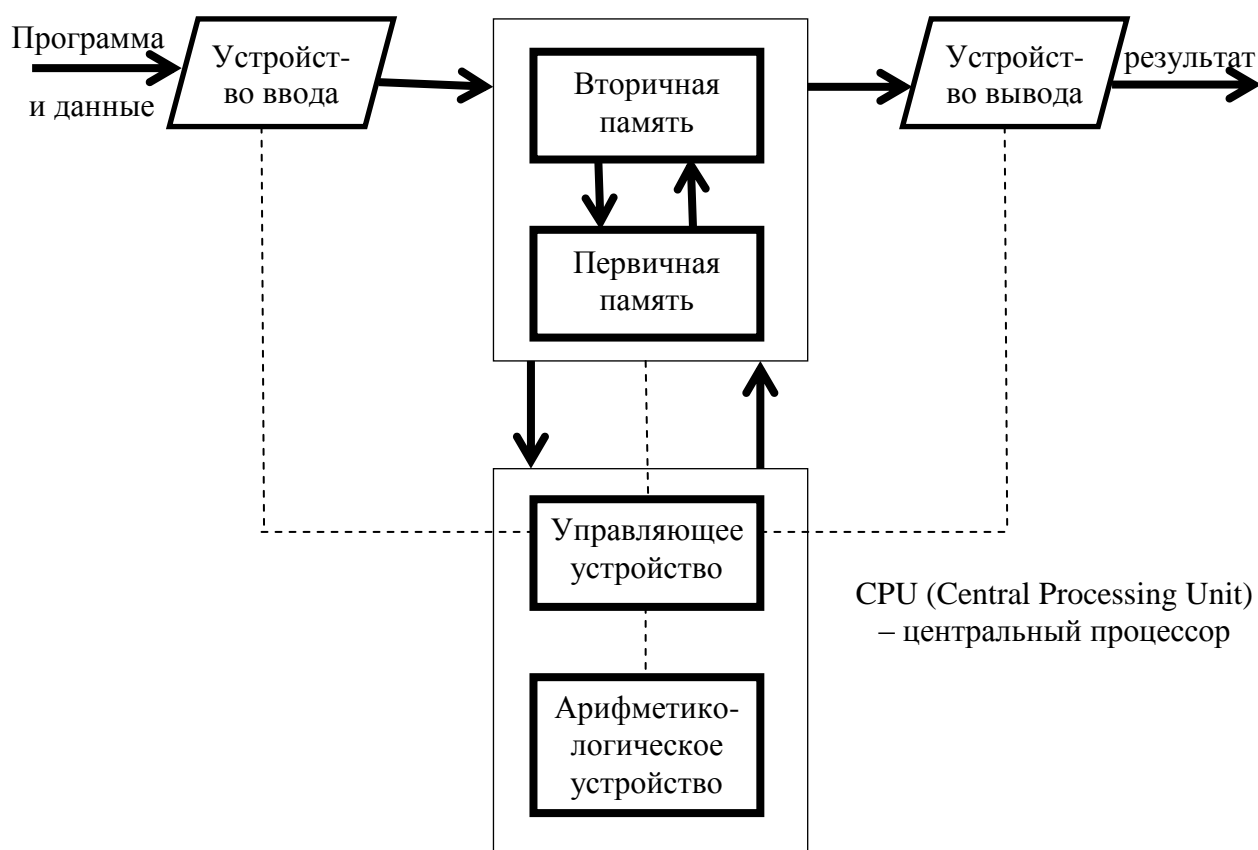 Программа
и данные
Устройст-
во ввода
Вторичная
память
Первичная
память
Устройст-
во вывода
результат
Управляющее
устройство
CPU (Central Processing Unit)
– центральный процессор
Арифметико-
логическое
устройство